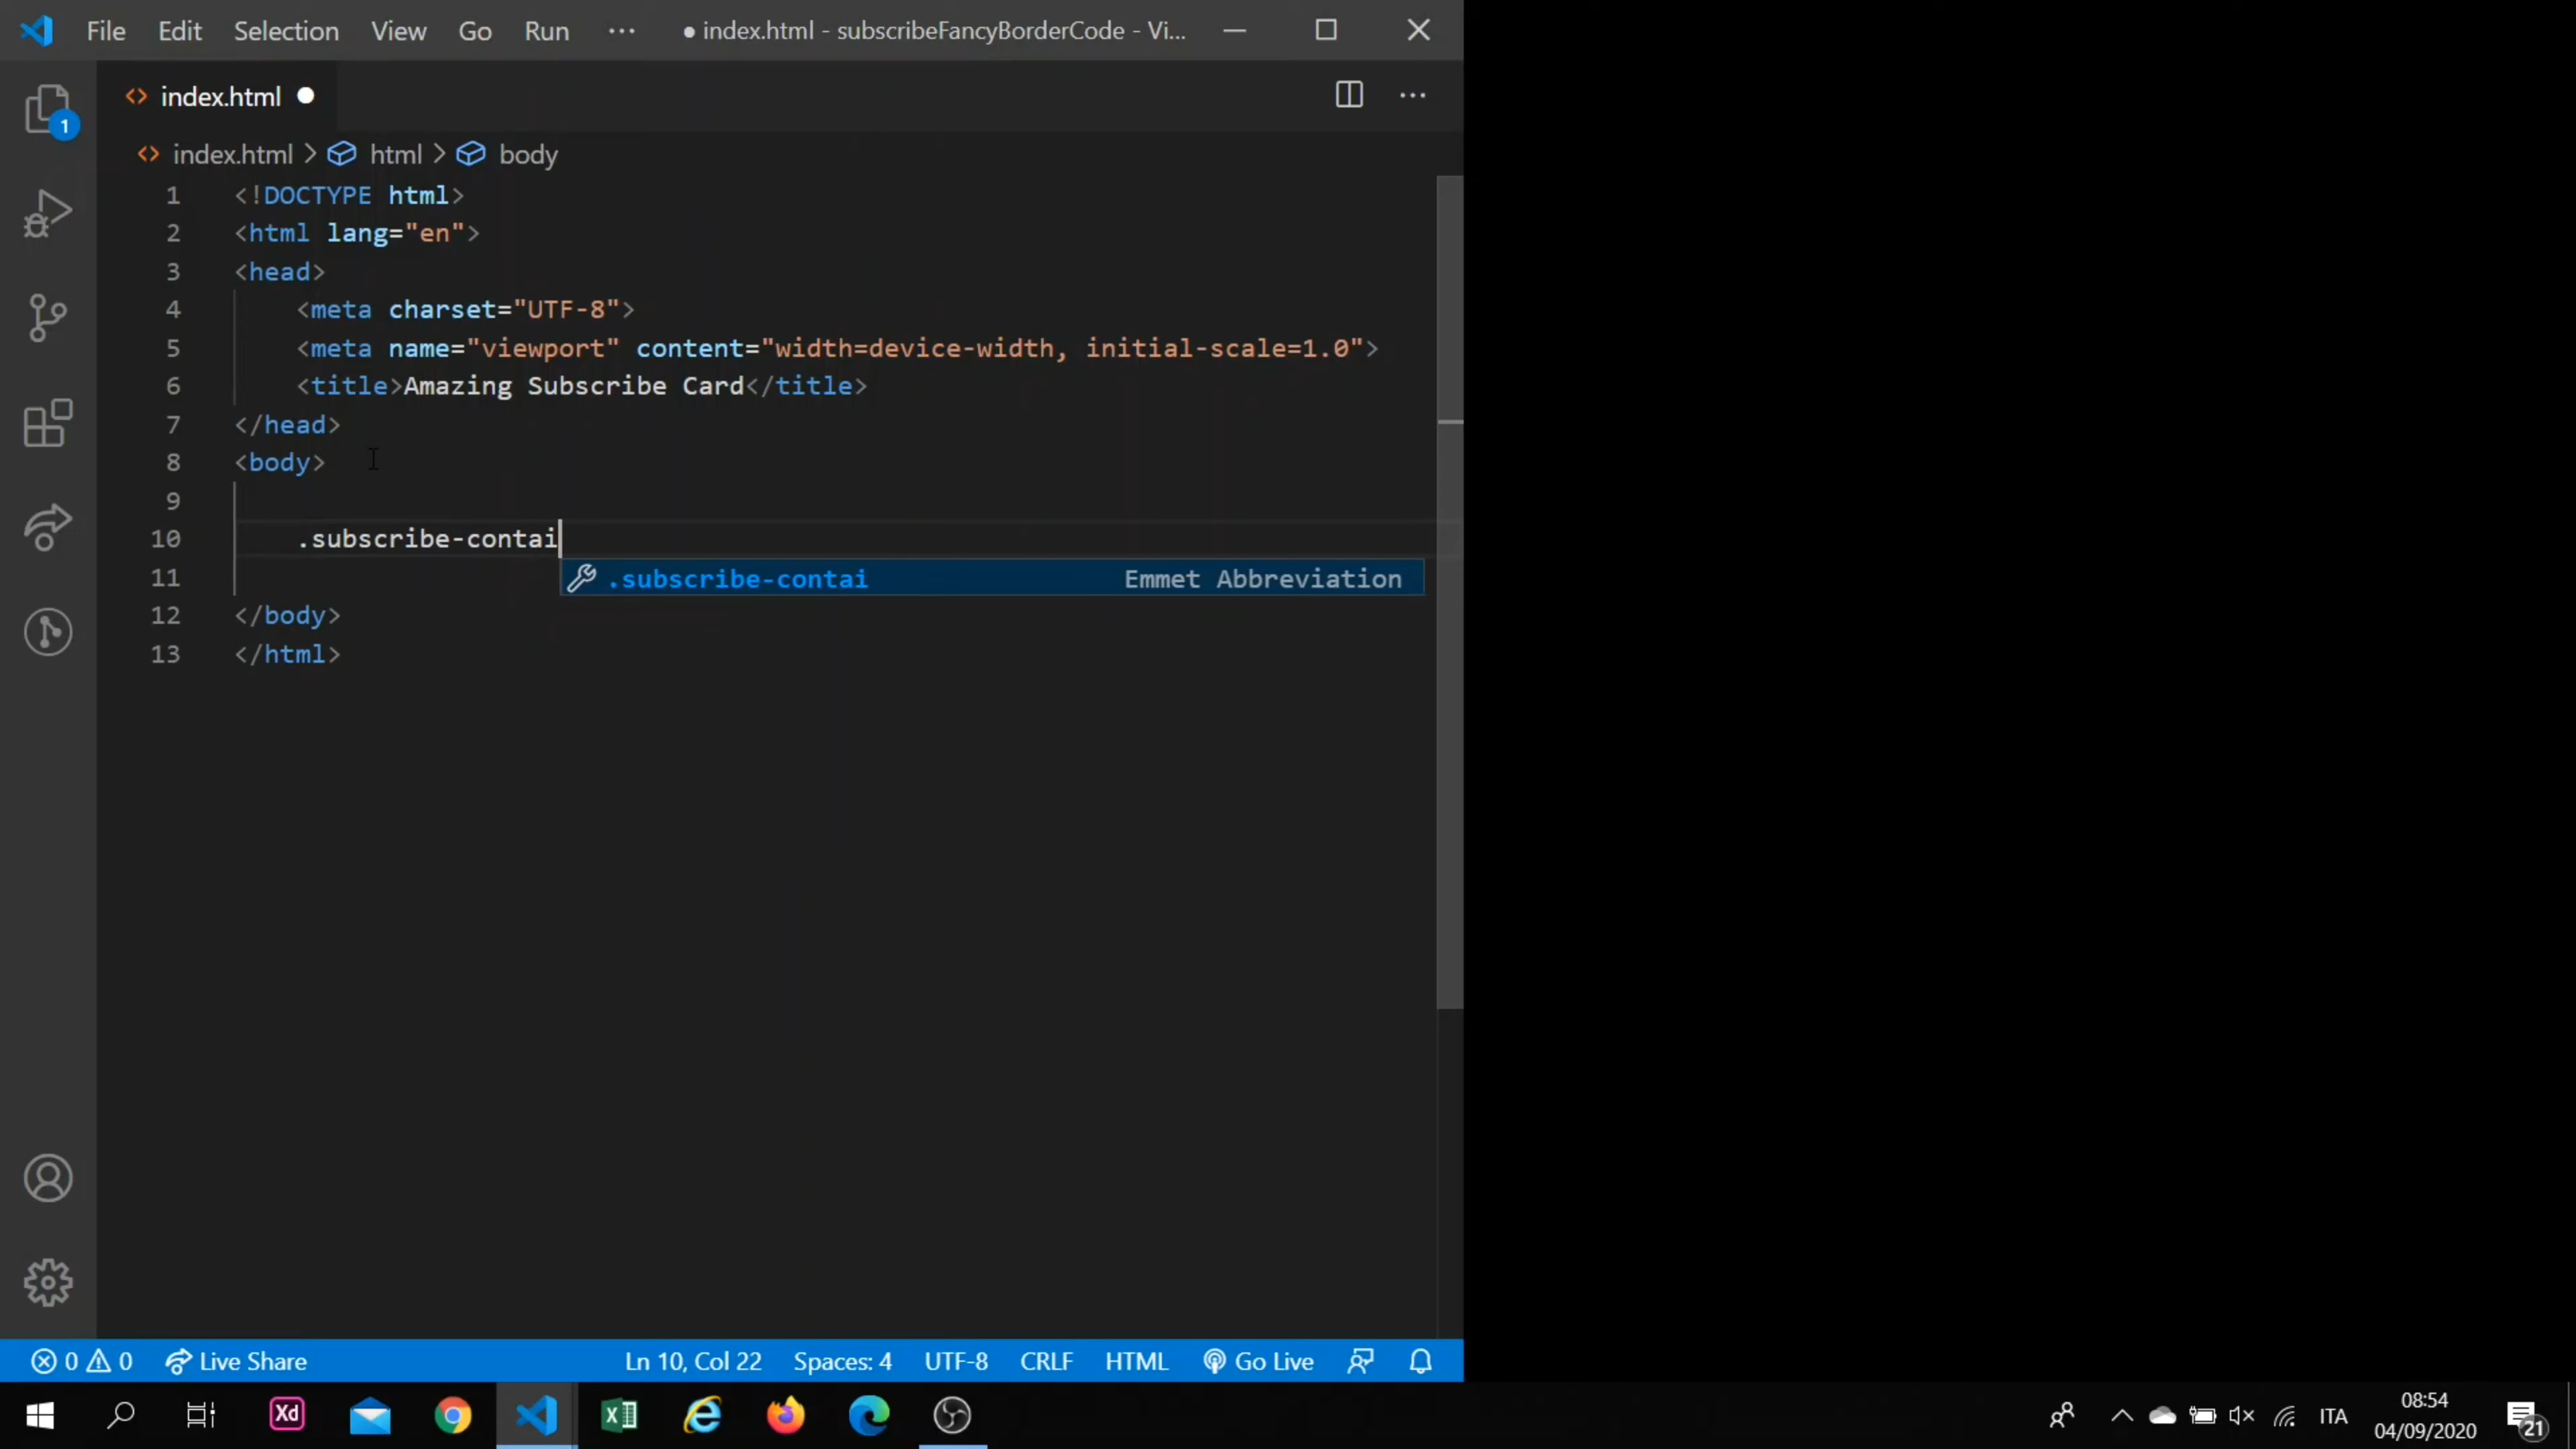 File Edit Selection View Go Run ··· ● index.html - subscribeFancyBorderCode - Vi...
<> index.html ●
1
<> index.html > html > body
1 <!DOCTYPE html>
2 <html lang="en">
3 <head>
4     <meta charset="UTF-8">
5     <meta name="viewport" content="width=device-width, initial-scale=1.0">
6     <title>Amazing Subscribe Card</title>
7 </head>
8 <body>
9
10     .subscribe-contai
.subscribe-contai Emmet Abbreviation
11
12 </body>
13 </html>
0 0 Live Share Ln 10, Col 22 Spaces: 4 UTF-8 CRLF HTML Go Live
Xd ITA 08:54
04/09/2020 21